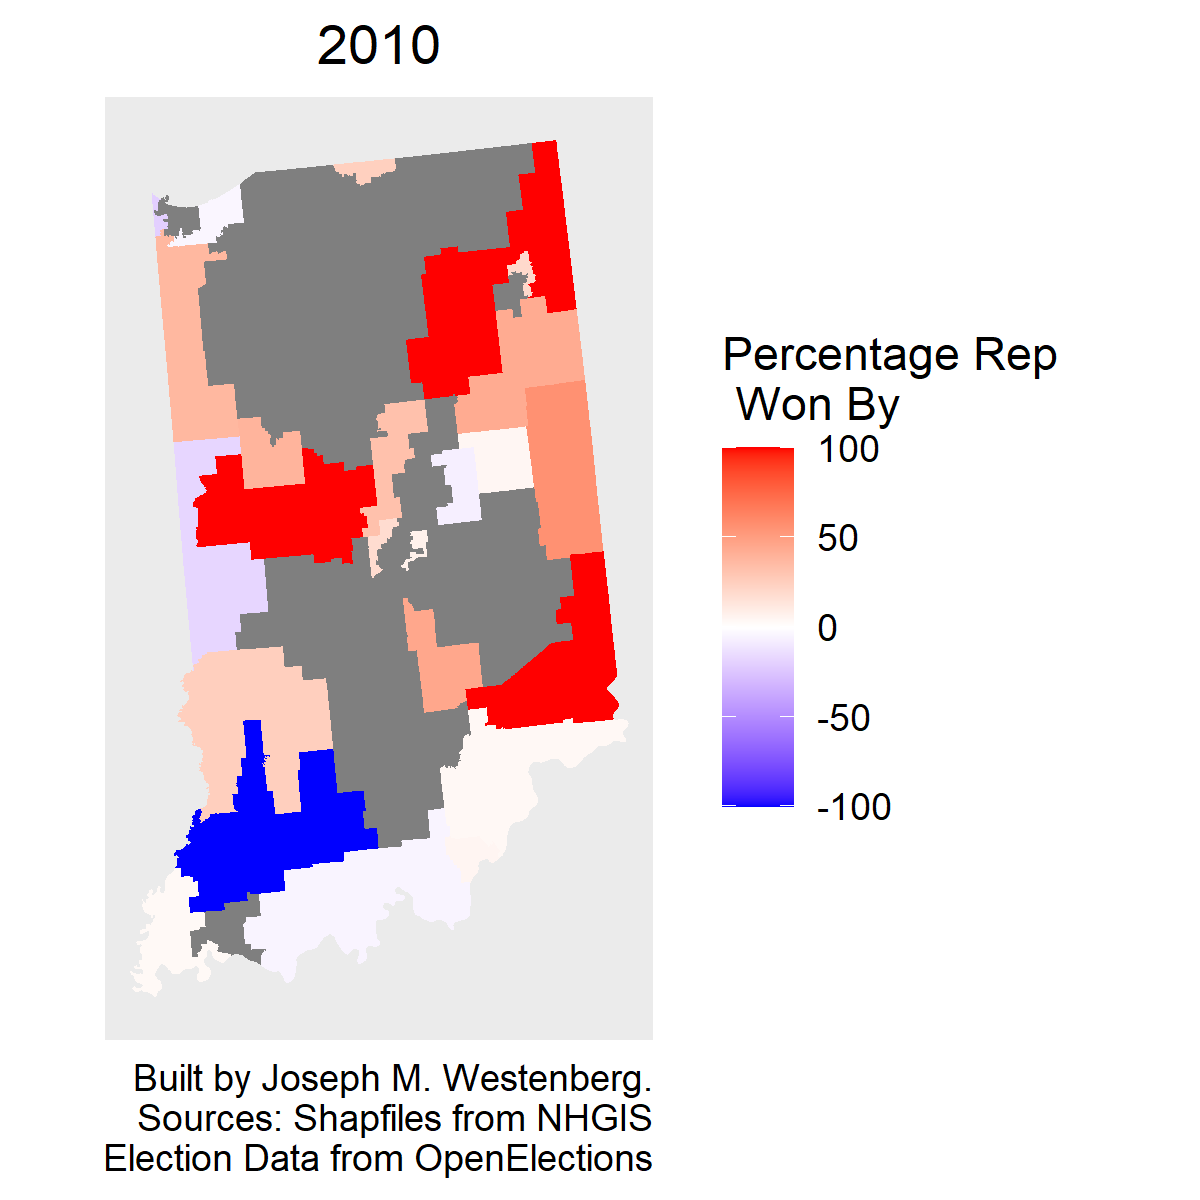 2010
Percentage Rep
Won By
100
50
0
-50
-100
Built by Joseph M. Westenberg.
Sources: Shapfiles from NHGIS
Election Data from OpenElections